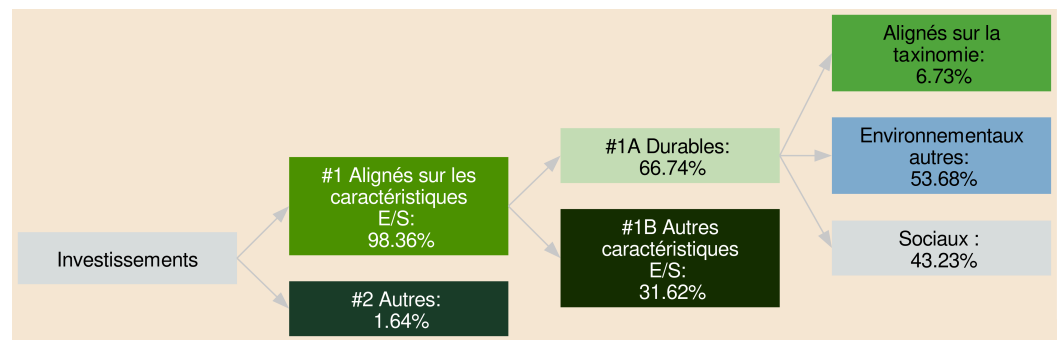 Investissements
#1 Alignés sur les
caractéristiques
E/S:
98.36%
#2 Autres:
1.64%
#1A Durables:
66.74%
#1B Autres
caractéristiques
E/S:
31.62%
Alignés sur la
taxinomie:
6.73%
Environnementaux
autres:
53.68%
Sociaux :
43.23%